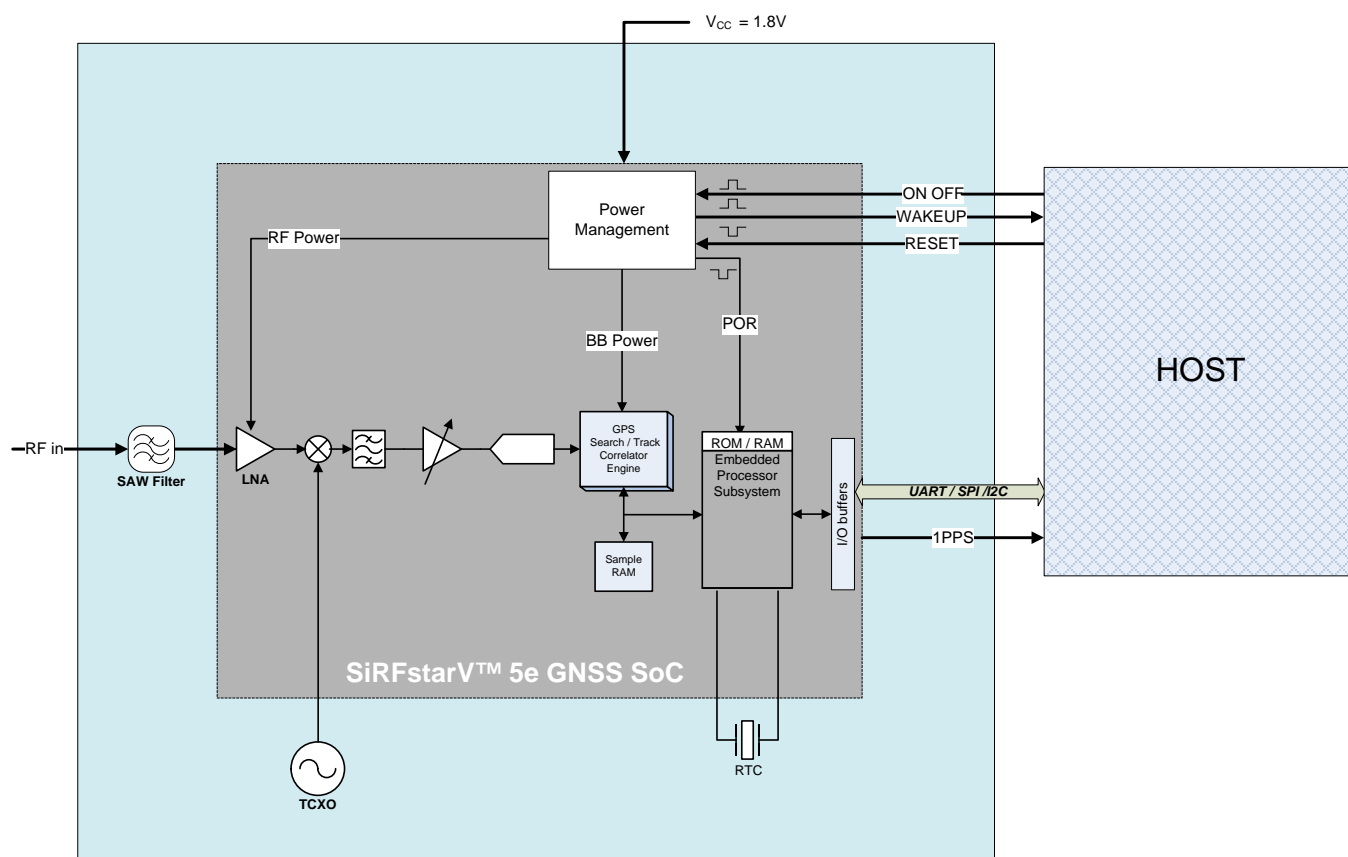 VCC = 1.8V
Power
Management
ON OFF
WAKEUP
RESET
RF Power
POR
BB Power
HOST
RF in
SAW Filter
LNA
GPS
Search / Track
Correlator
Engine
ROM / RAM
Embedded
Processor
Subsystem
I/O buffers
UART / SPI /I2C
1PPS
Sample
RAM
SiRFstarV™ 5e GNSS SoC
RTC
TCXO